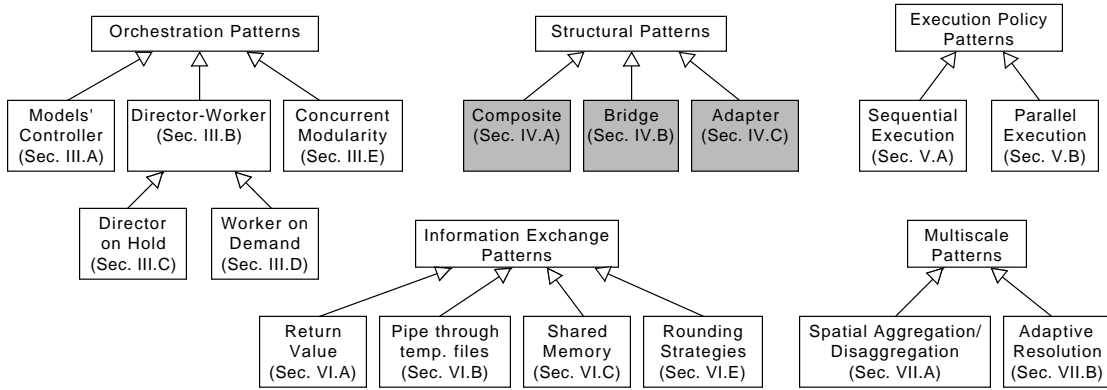 Orchestration Patterns
Models'
Controller
(Sec. III.A)
Director-Worker
(Sec. III.B)
Concurrent
Modularity
(Sec. III.E)
Director
on Hold
(Sec. III.C)
Worker on
Demand
(Sec. III.D)
Structural Patterns
Composite
(Sec. IV.A)
Bridge
(Sec. IV.B)
Adapter
(Sec. IV.C)
Execution Policy
Patterns
Sequential
Execution
(Sec. V.A)
Parallel
Execution
(Sec. V.B)
Information Exchange
Patterns
Return
Value
(Sec. VI.A)
Pipe through
temp. files
(Sec. VI.B)
Shared
Memory
(Sec. VI.C)
Rounding
Strategies
(Sec. VI.E)
Multiscale
Patterns
Spatial Aggregation/
Disaggregation
(Sec. VII.A)
Adaptive
Resolution
(Sec. VII.B)